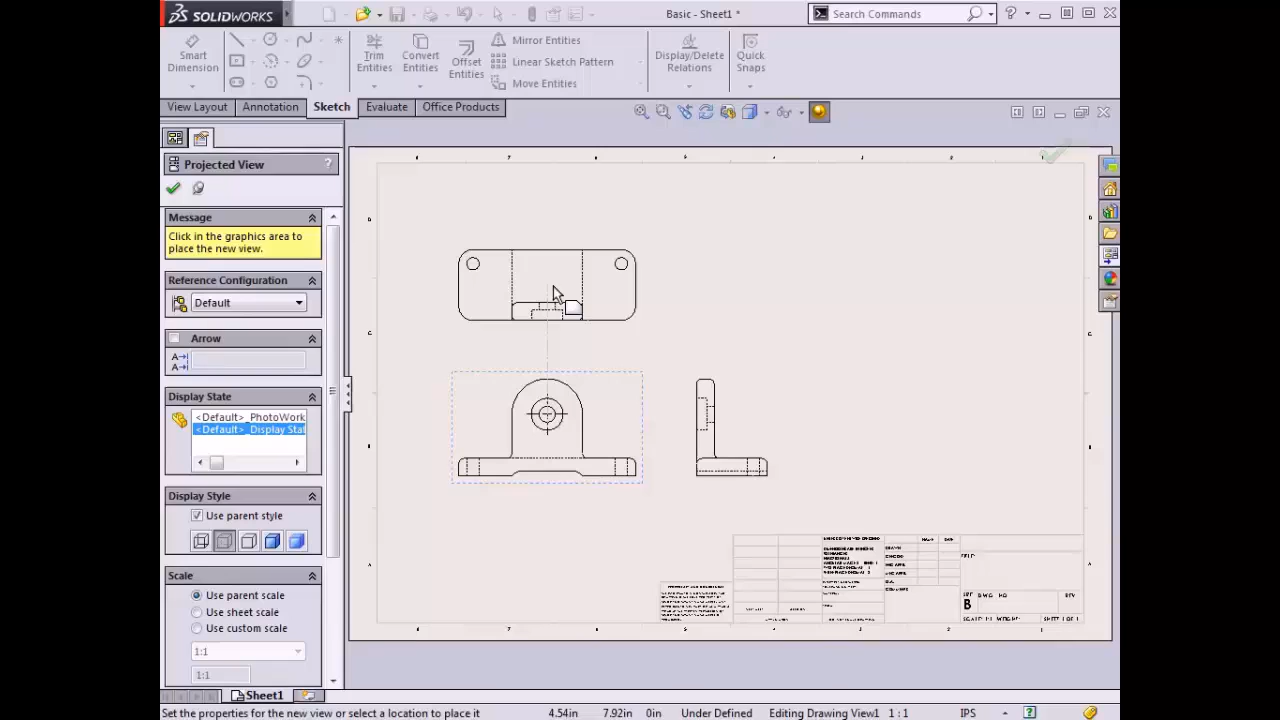 SOLIDWORKS
Basic - Sheet1 *
Search Commands
Smart Dimension
Trim Entities
Convert Entities
Offset Entities
Mirror Entities
Linear Sketch Pattern
Move Entities
Display/Delete Relations
Quick Snaps
View Layout
Annotation
Sketch
Evaluate
Office Products
Projected View
?
Message
Click in the graphics area to
place the new view.
Reference Configuration
Default
Arrow
Display State
<Default>_PhotoWork
<Default>_Display Stat
Display Style
Use parent style
Scale
Use parent scale
Use sheet scale
Use custom scale
1:1
1:1
B
Sheet1
Set the properties for the new view or select a location to place it
4.54in
7.92in
0in
Under Defined
Editing Drawing View1
1 : 1
IPS